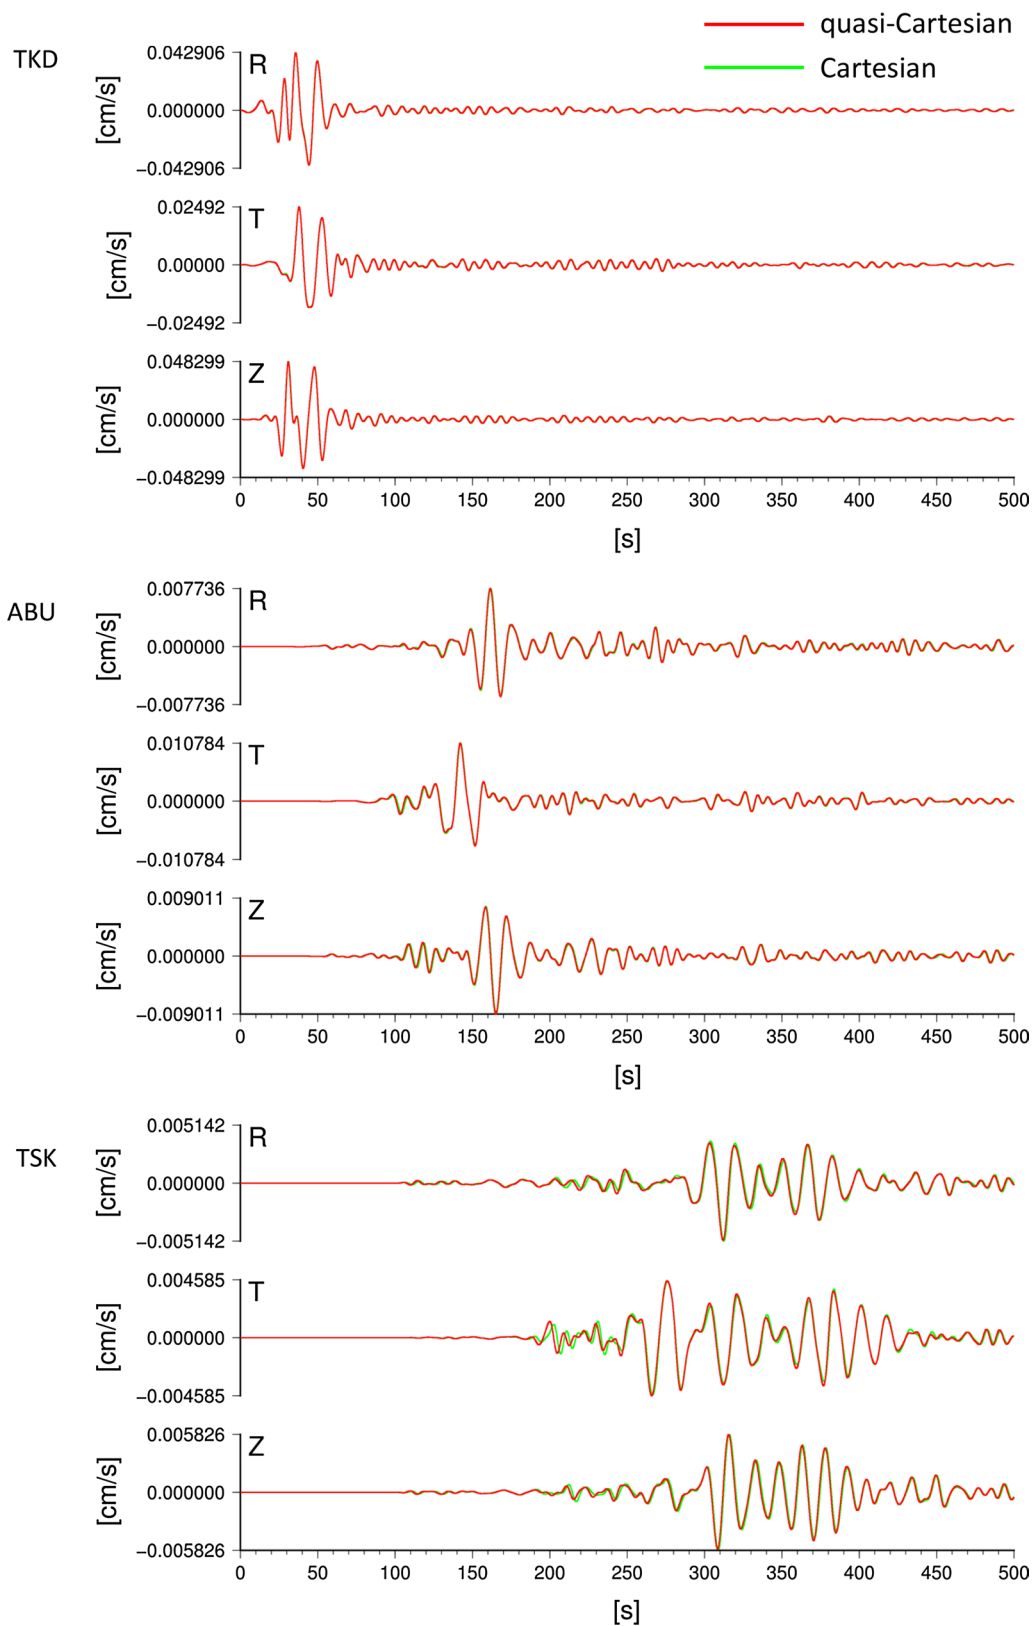 quasi-Cartesian
Cartesian
TKD
R
[cm/s]
0.042906
0.000000
−0.042906
T
[cm/s]
0.02492
0.00000
−0.02492
Z
[cm/s]
0.048299
0.000000
−0.048299
0 50 100 150 200 250 300 350 400 450 500
[s]
ABU
R
[cm/s]
0.007736
0.000000
−0.007736
T
[cm/s]
0.010784
0.000000
−0.010784
Z
[cm/s]
0.009011
0.000000
−0.009011
0 50 100 150 200 250 300 350 400 450 500
[s]
TSK
R
[cm/s]
0.005142
0.000000
−0.005142
T
[cm/s]
0.004585
0.000000
−0.004585
Z
[cm/s]
0.005826
0.000000
−0.005826
0 50 100 150 200 250 300 350 400 450 500
[s]